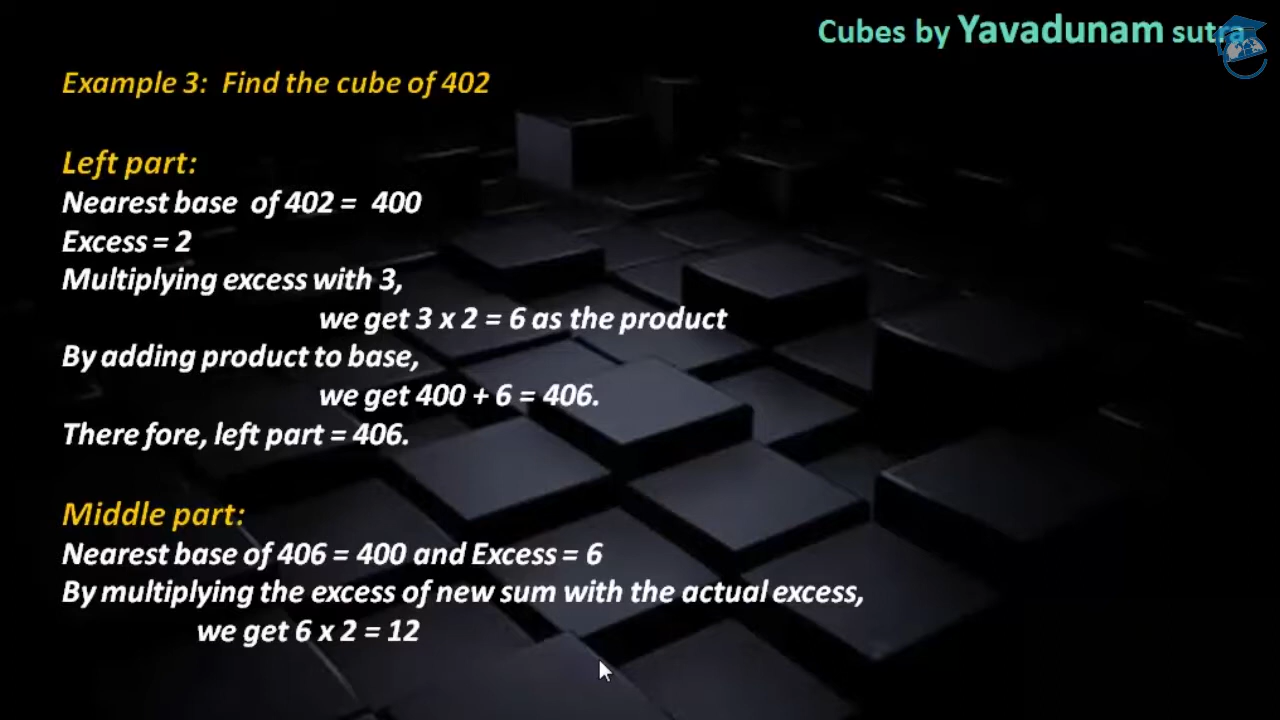 Cubes by Yavadunam sutra
Example 3: Find the cube of 402
Left part:
Nearest base of 402 = 400
Excess = 2
Multiplying excess with 3,
we get 3 x 2 = 6 as the product
By adding product to base,
we get 400 + 6 = 406.
There fore, left part = 406.
Middle part:
Nearest base of 406 = 400 and Excess = 6
By multiplying the excess of new sum with the actual excess,
we get 6 x 2 = 12